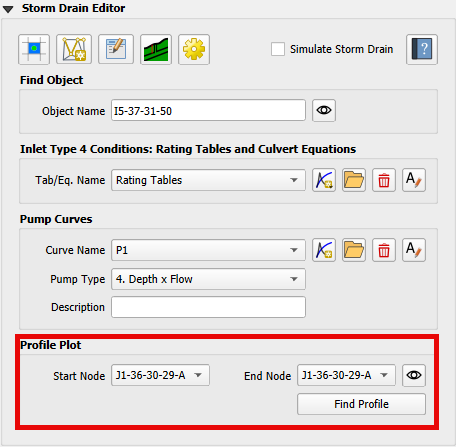 Storm Drain Editor
Simulate Storm Drain
?
Find Object
Object Name I5-37-31-50
Inlet Type 4 Conditions: Rating Tables and Culvert Equations
Tab/Eq. Name Rating Tables
Pump Curves
Curve Name P1
Pump Type 4. Depth x Flow
Description
Profile Plot
Start Node J1-36-30-29-A End Node J1-36-30-29-A
Find Profile